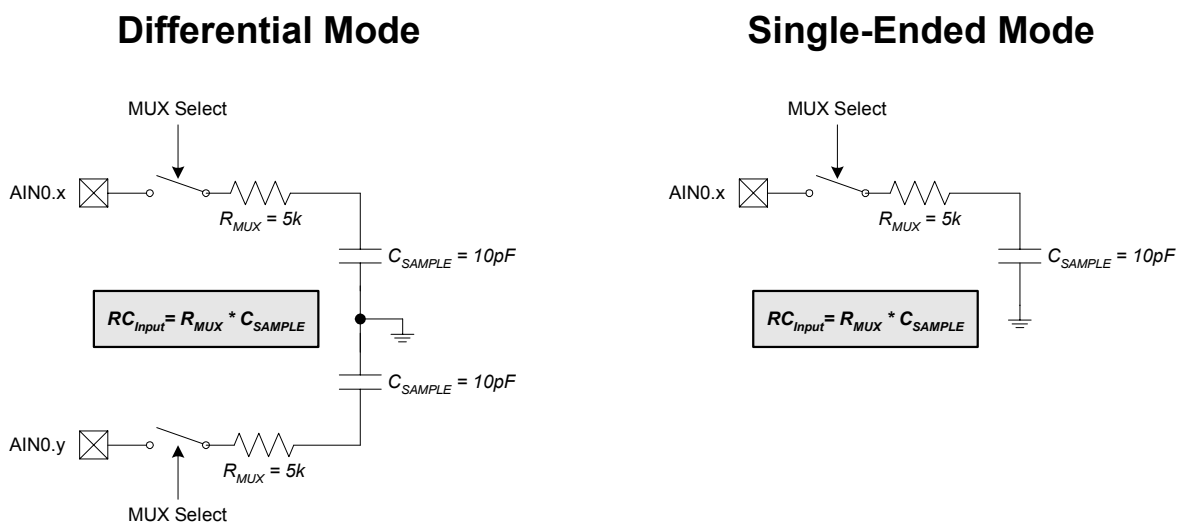 Differential Mode
MUX Select
AIN0.x
R_MUX = 5k
C_SAMPLE = 10pF
RC_Input = R_MUX * C_SAMPLE
C_SAMPLE = 10pF
AIN0.y
R_MUX = 5k
MUX Select
Single-Ended Mode
MUX Select
AIN0.x
R_MUX = 5k
C_SAMPLE = 10pF
RC_Input = R_MUX * C_SAMPLE